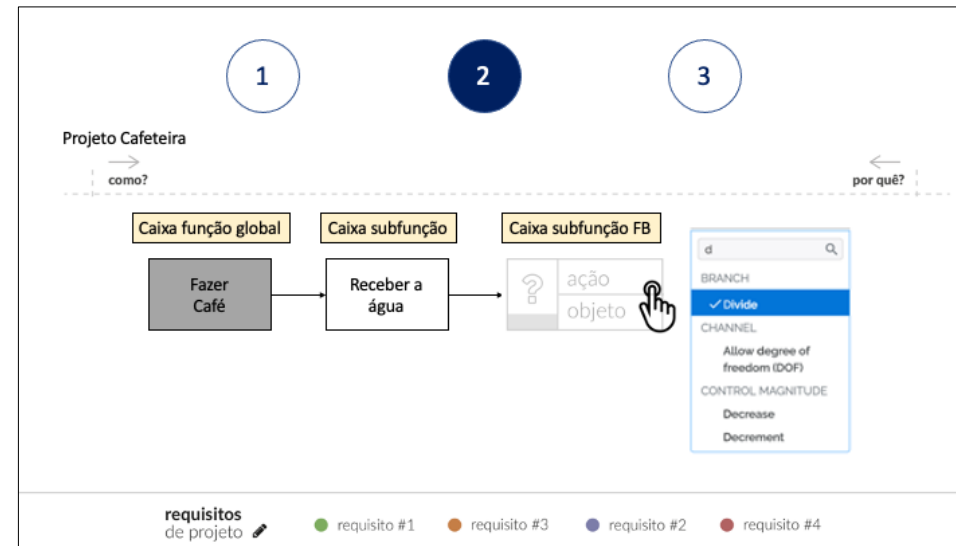 1
2
3
Projeto Cafeteira
como?
por quê?
Caixa função global
Caixa subfunção
Caixa subfunção FB
Fazer
Café
Receber a
água
?
ação
objeto
d
BRANCH
✓ Divide
CHANNEL
Allow degree of
freedom (DOF)
CONTROL MAGNITUDE
Decrease
Decrement
requisitos
de projeto
requisito #1
requisito #3
requisito #2
requisito #4